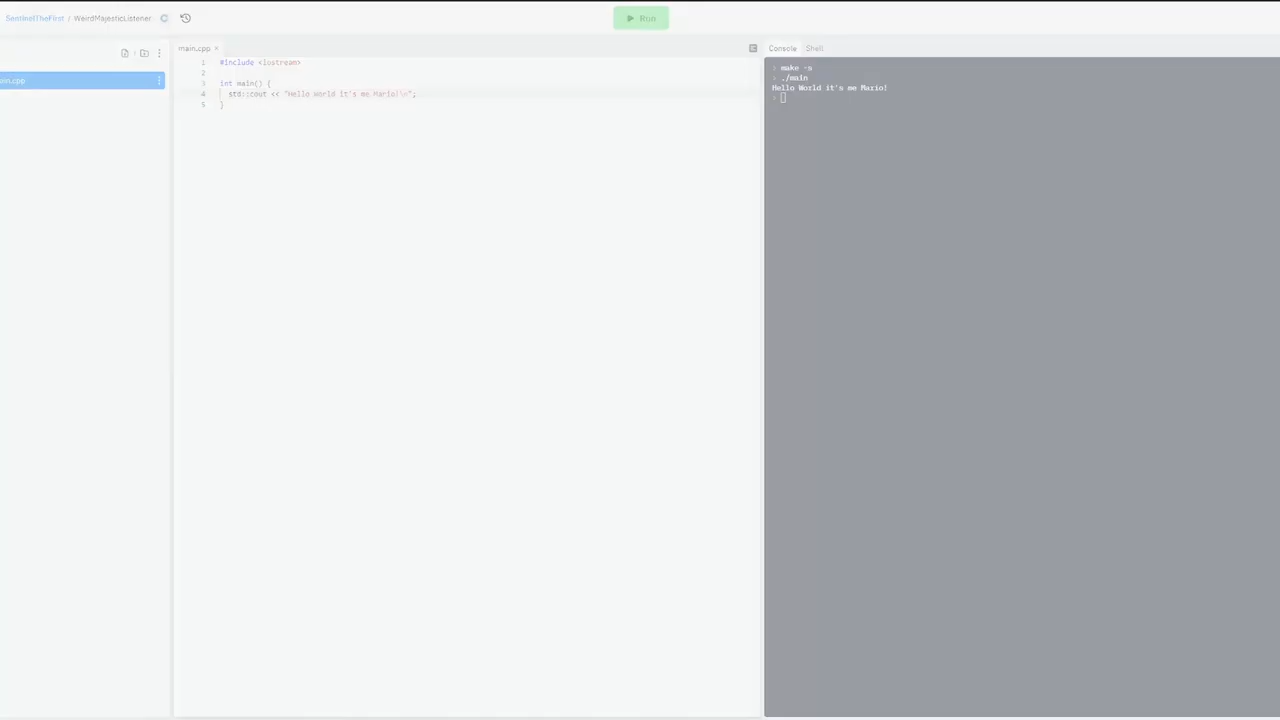 SentinelTheFirst / WeirdMajesticListener
Run
main.cpp ×
Console
Shell
main.cpp
1 #include <iostream>
2
3 int main() {
4 std::cout << "Hello World it's me Mario!\n";
5 }
> make -s
> ./main
Hello World it's me Mario!
>